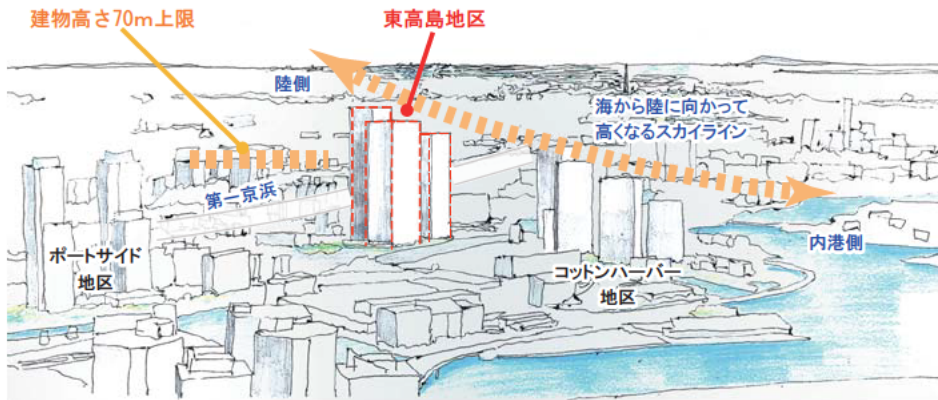 建物高さ70m上限
東高島地区
陸側
海から陸に向かって
高くなるスカイライン
第一京浜
ポートサイド
地区
コットンハーバー
地区
内港側